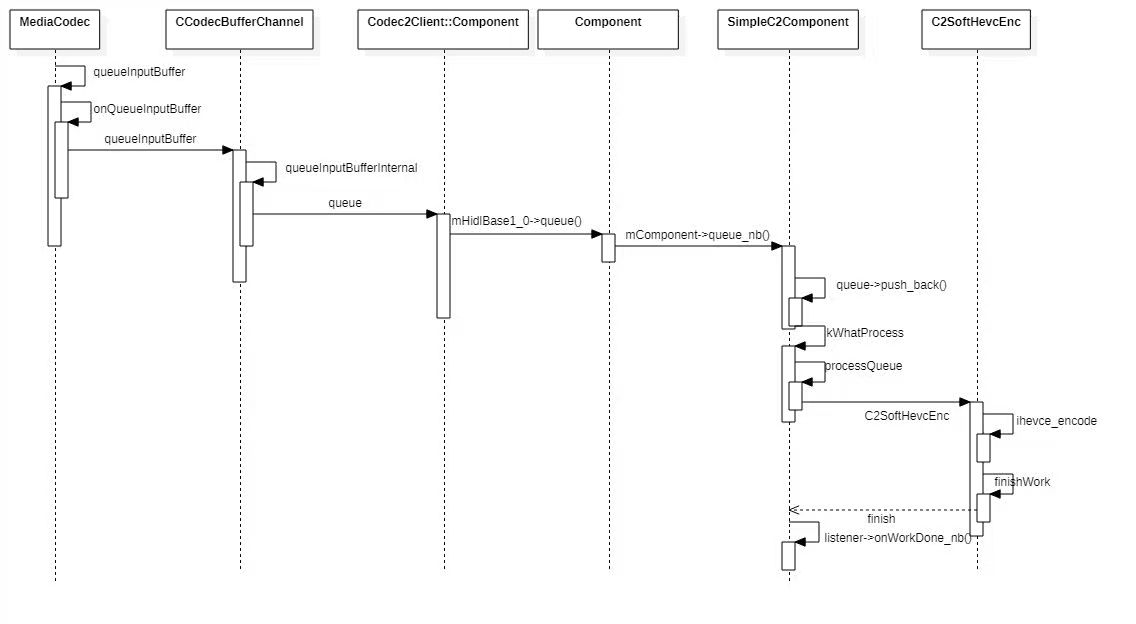 MediaCodec
CCodecBufferChannel
Codec2Client::Component
Component
SimpleC2Component
C2SoftHevcEnc
queueInputBuffer
onQueueInputBuffer
queueInputBuffer
queueInputBufferInternal
queue
mHidlBase1_0->queue()
mComponent->queue_nb()
queue->push_back()
kWhatProcess
processQueue
C2SoftHevcEnc
ihevce_encode
finishWork
finish
listener->onWorkDone_nb()